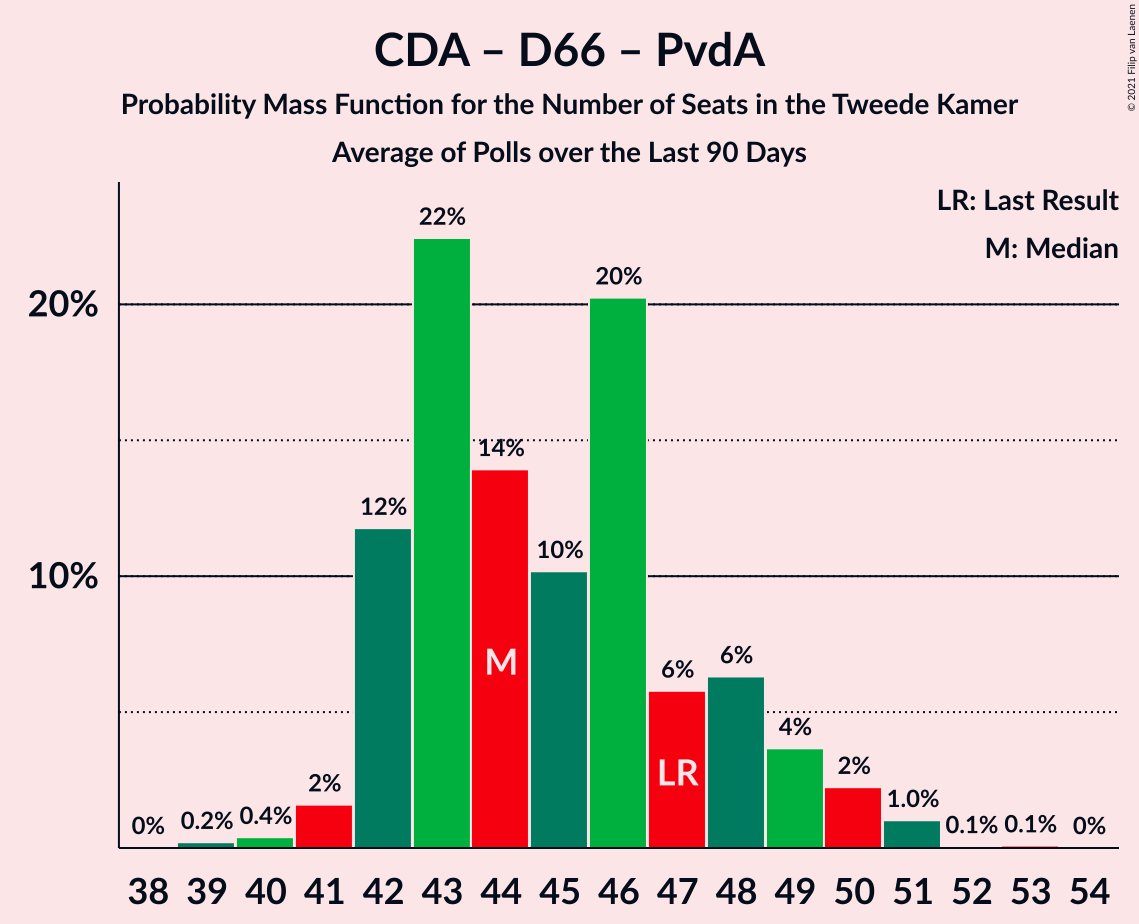 CDA – D66 – PvdA
Probability Mass Function for the Number of Seats in the Tweede Kamer
Average of Polls over the Last 90 Days
© 2021 Filip van Laenen
LR: Last Result
M: Median
22%
20%
20%
14%
12%
10%
10%
M
6%
6%
LR
4%
2%
2%
1.0%
0%
0.2%
0.4%
0.1%
0.1%
0%
38 39 40 41 42 43 44 45 46 47 48 49 50 51 52 53 54